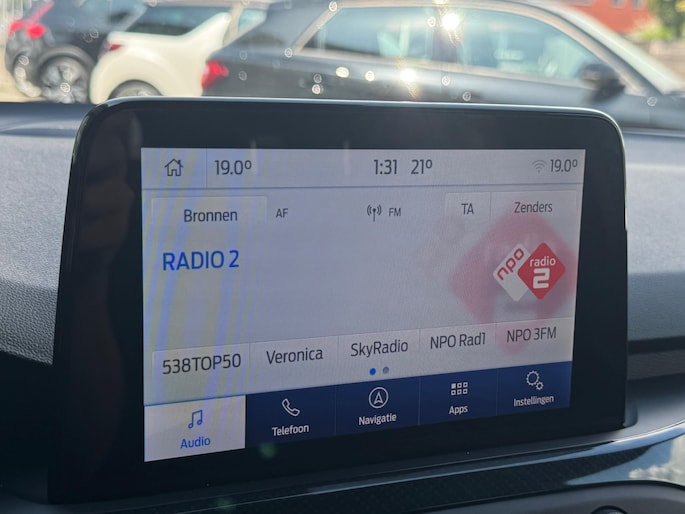 19.0° 1:31 21° 19.0°
Bronnen AF FM TA Zenders
RADIO 2
npo radio 2
538TOP50 Veronica SkyRadio NPO Rad1 NPO 3FM
Audio Telefoon Navigatie Apps Instellingen